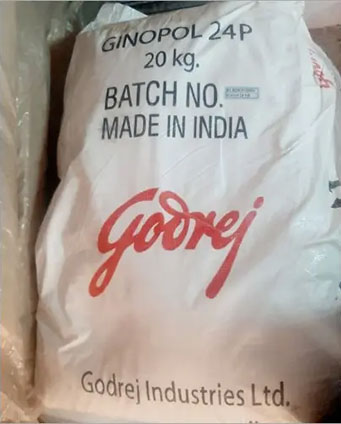 GINOPOL 24P
20 kg.
BATCH NO.
MADE IN INDIA
Godrej
Godrej Industries Ltd.